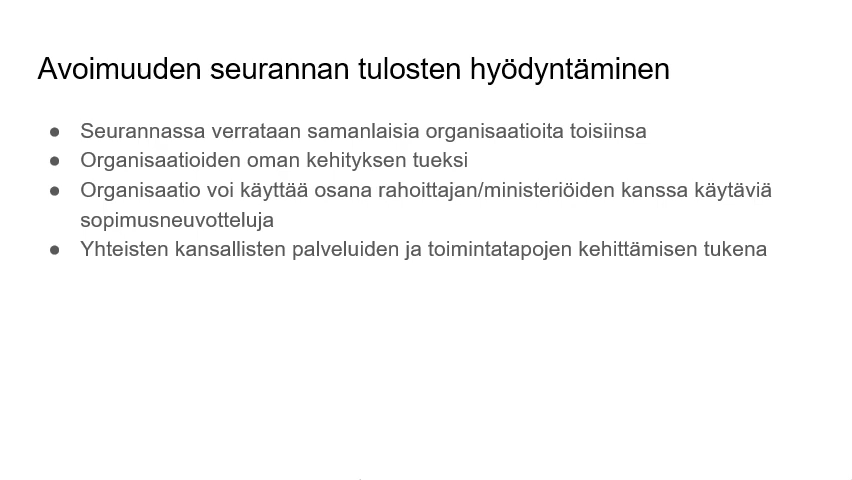 Avoimuuden seurannan tulosten hyödyntäminen
● Seurannassa verrataan samanlaisia organisaatioita toisiinsa
● Organisaatioiden oman kehityksen tueksi
● Organisaatio voi käyttää osana rahoittajan/ministeriöiden kanssa käytäviä
sopimusneuvotteluja
● Yhteisten kansallisten palveluiden ja toimintatapojen kehittämisen tukena